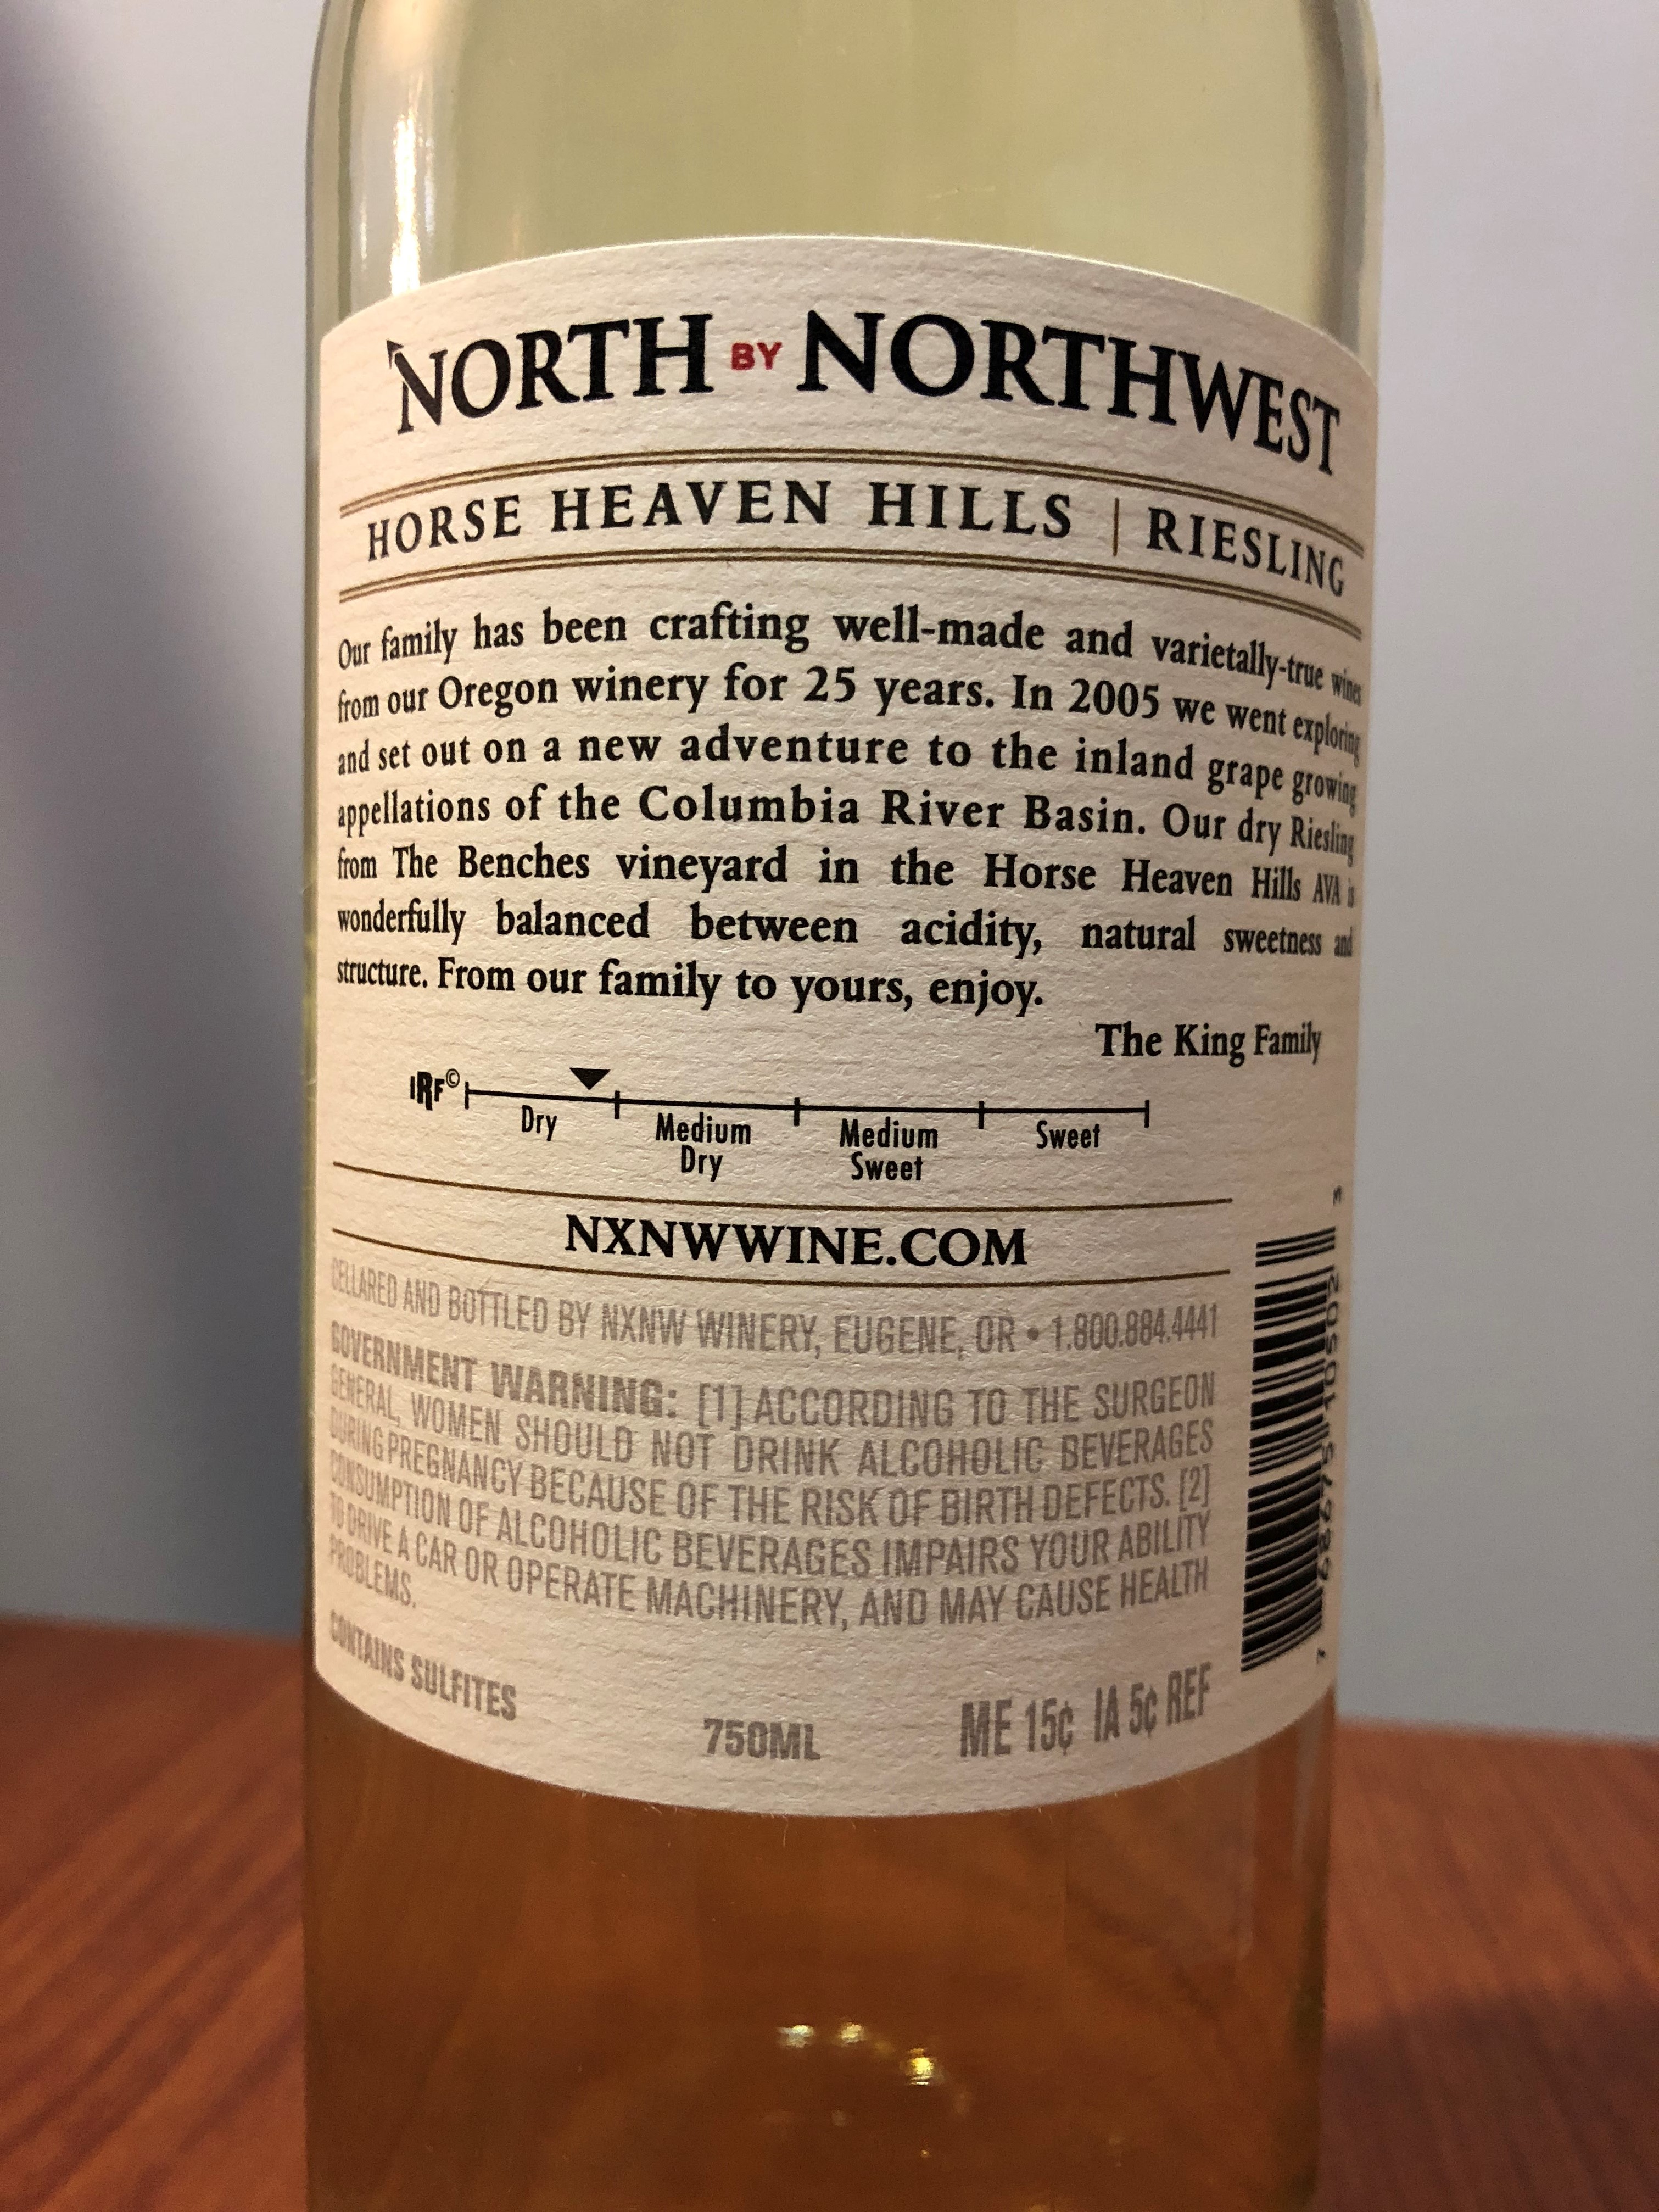 NORTH BY NORTHWEST
HORSE HEAVEN HILLS | RIESLING
Our family has been crafting well-made and varietally-true wines
from our Oregon winery for 25 years. In 2005 we went exploring
and set out on a new adventure to the inland grape growing
appellations of the Columbia River Basin. Our dry Riesling
from The Benches vineyard in the Horse Heaven Hills AVA is
wonderfully balanced between acidity, natural sweetness and
structure. From our family to yours, enjoy.
The King Family
IRF©
Dry
Medium
Dry
Medium
Sweet
Sweet
NXNWWINE.COM
CELLARED AND BOTTLED BY NXNW WINERY, EUGENE, OR • 1.800.884.4441
GOVERNMENT WARNING: [1] ACCORDING TO THE SURGEON
GENERAL, WOMEN SHOULD NOT DRINK ALCOHOLIC BEVERAGES
DURING PREGNANCY BECAUSE OF THE RISK OF BIRTH DEFECTS. [2]
CONSUMPTION OF ALCOHOLIC BEVERAGES IMPAIRS YOUR ABILITY
TO DRIVE A CAR OR OPERATE MACHINERY, AND MAY CAUSE HEALTH
PROBLEMS.
CONTAINS SULFITES
750ML
ME 15¢ IA 5¢ REF
7 68675 10502 3